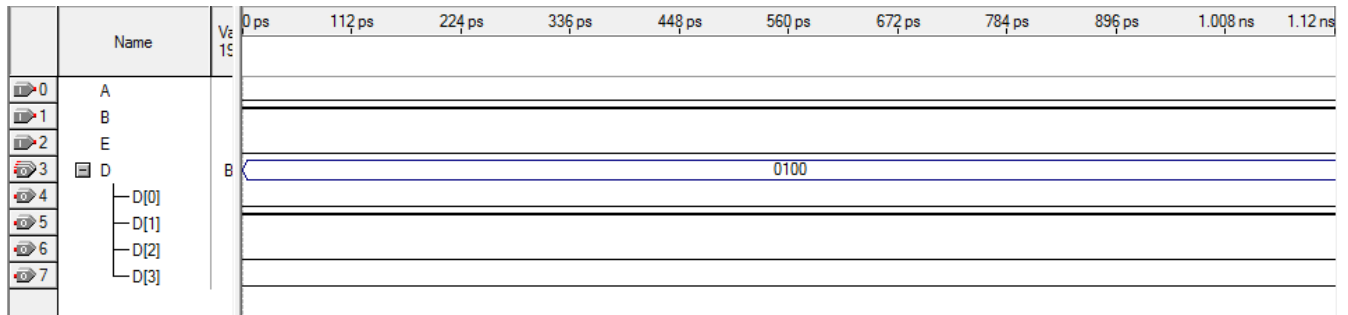 0 ps 112 ps 224 ps 336 ps 448 ps 560 ps 672 ps 784 ps 896 ps 1.008 ns 1.12 ns
Name Va
19
0 A
1 B
2 E
3 D B 0100
4 D[0]
5 D[1]
6 D[2]
7 D[3]